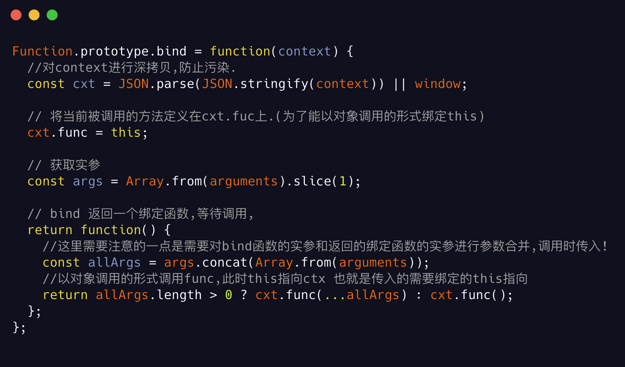 Function.prototype.bind = function(context) {
//对context进行深拷贝,防止污染.
const cxt = JSON.parse(JSON.stringify(context)) || window;
// 将当前被调用的方法定义在cxt.fuc上.(为了能以对象调用的形式绑定this)
cxt.func = this;
// 获取实参
const args = Array.from(arguments).slice(1);
// bind 返回一个绑定函数,等待调用,
return function() {
//这里需要注意的一点是需要对bind函数的实参和返回的绑定函数的实参进行参数合并,调用时传入!
const allArgs = args.concat(Array.from(arguments));
//以对象调用的形式调用func,此时this指向ctx 也就是传入的需要绑定的this指向
return allArgs.length > 0 ? cxt.func(...allArgs) : cxt.func();
};
};